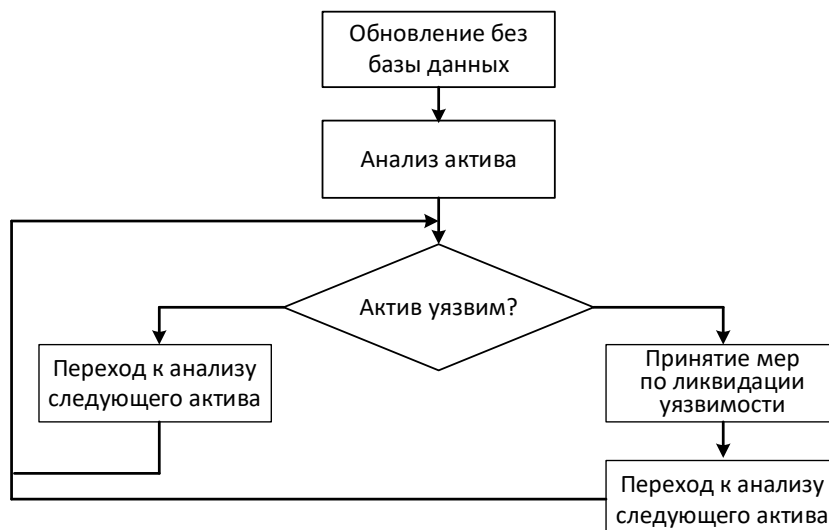 Обновление без
базы данных
Анализ актива
Актив уязвим?
Переход к анализу
следующего актива
Принятие мер
по ликвидации
уязвимости
Переход к анализу
следующего актива